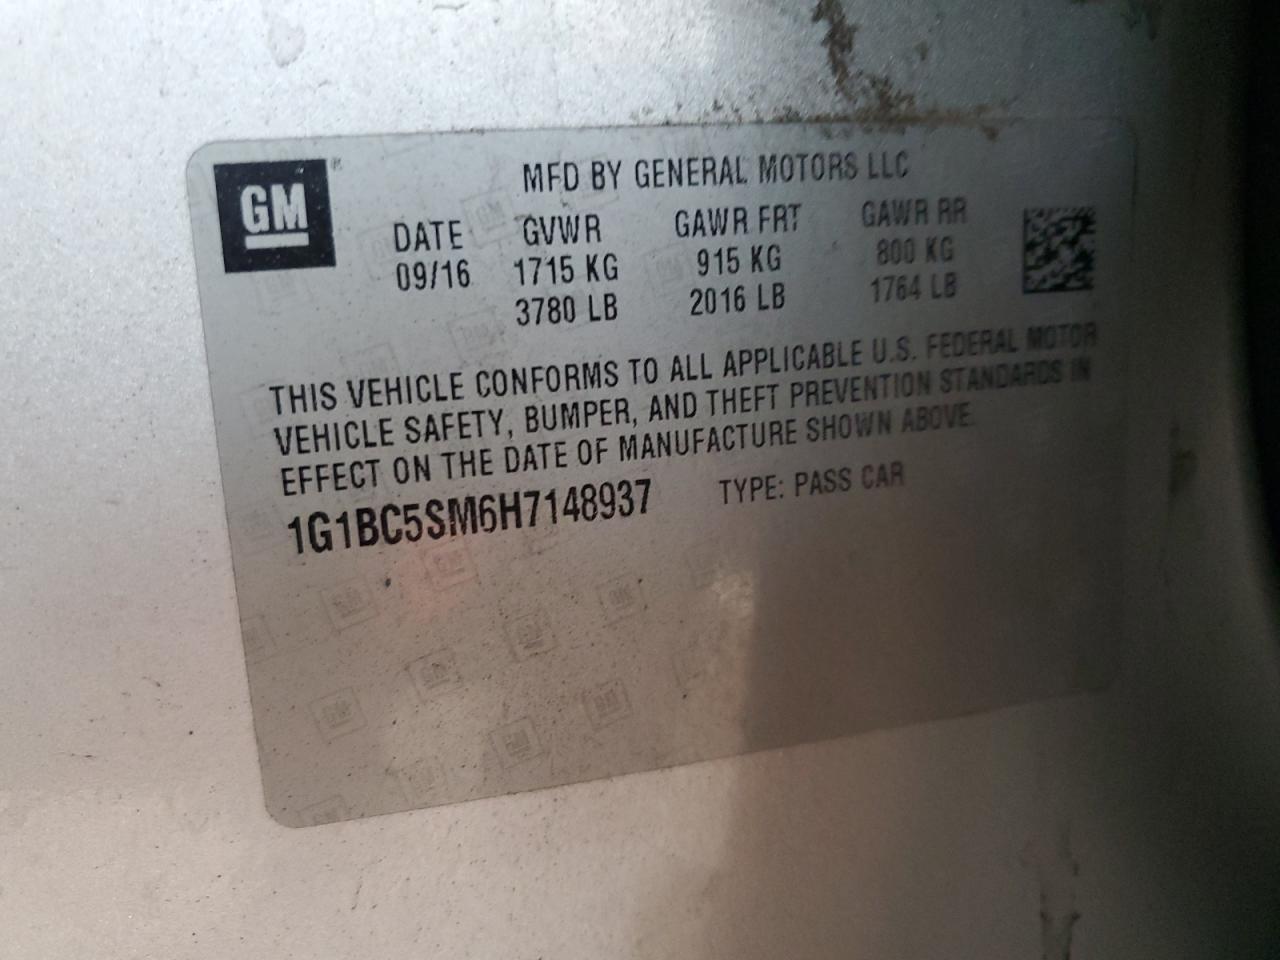 GM
MFD BY GENERAL MOTORS LLC
DATE GVWR GAWR FRT GAWR RR
09/16 1715 KG 915 KG 800 KG
3780 LB 2016 LB 1764 LB
THIS VEHICLE CONFORMS TO ALL APPLICABLE U.S. FEDERAL MOTOR
VEHICLE SAFETY, BUMPER, AND THEFT PREVENTION STANDARDS IN
EFFECT ON THE DATE OF MANUFACTURE SHOWN ABOVE.
1G1BC5SM6H7148937 TYPE: PASS CAR